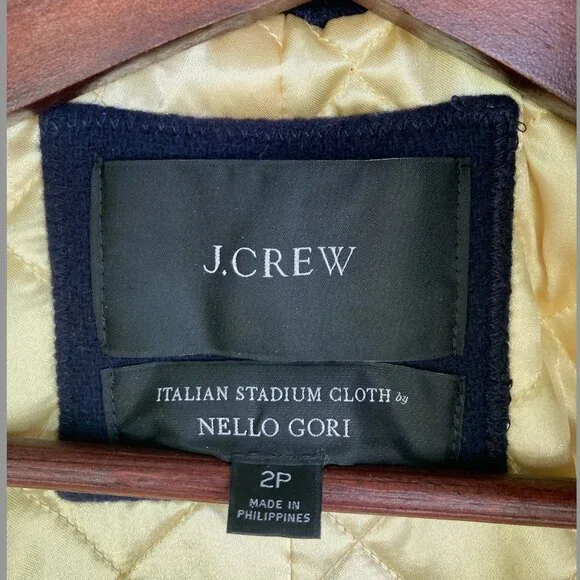 J.CREW
ITALIAN STADIUM CLOTH by
NELLO GORI
2P
MADE IN
PHILIPPINES